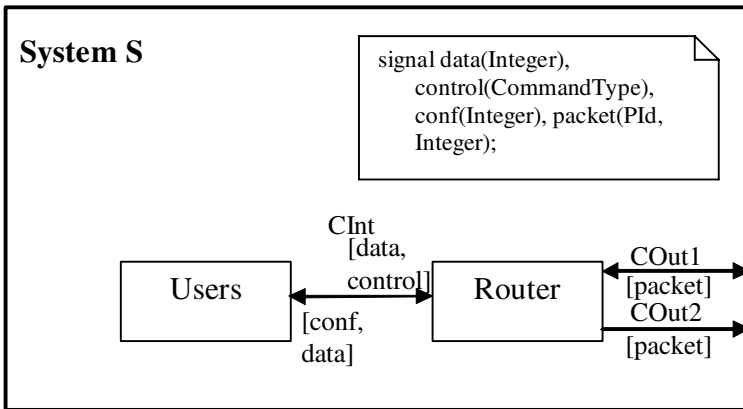 System S
signal data(Integer),
control(CommandType),
conf(Integer), packet(PId,
Integer);
CInt
[data,
control]
Users
Router
[conf,
data]
COut1
[packet]
COut2
[packet]